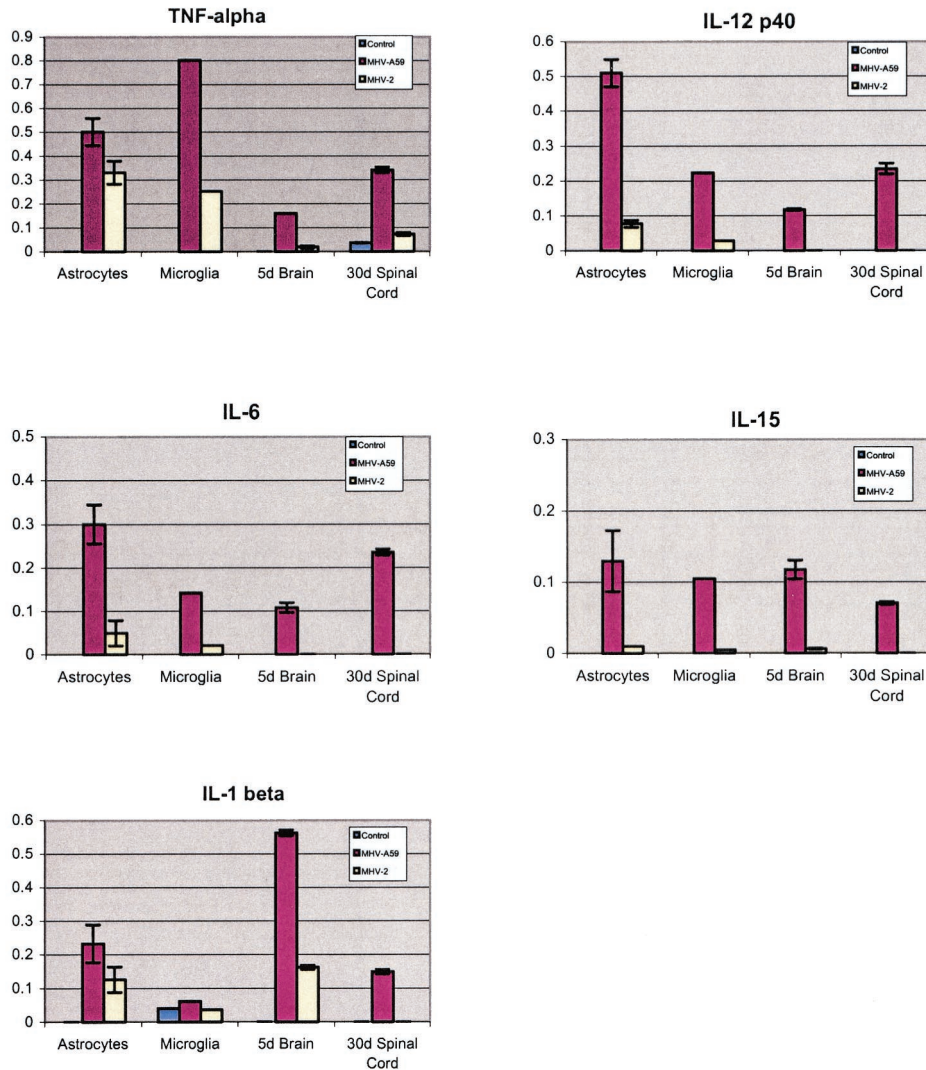 TNF-alpha
0.9
0.8
0.7
0.6
0.5
0.4
0.3
0.2
0.1
0
Control
MHV-A59
MHV-2
Astrocytes Microglia 5d Brain 30d Spinal
Cord
IL-12 p40
0.6
0.5
0.4
0.3
0.2
0.1
0
Control
MHV-A59
MHV-2
Astrocytes Microglia 5d Brain 30d Spinal
Cord
IL-6
0.5
0.4
0.3
0.2
0.1
0
Control
MHV-A59
MHV-2
Astrocytes Microglia 5d Brain 30d Spinal
Cord
IL-15
0.3
0.2
0.1
0
Control
MHV-A59
MHV-2
Astrocytes Microglia 5d Brain 30d Spinal
Cord
IL-1 beta
0.6
0.5
0.4
0.3
0.2
0.1
0
Control
MHV-A59
MHV-2
Astrocytes Microglia 5d Brain 30d Spinal
Cord